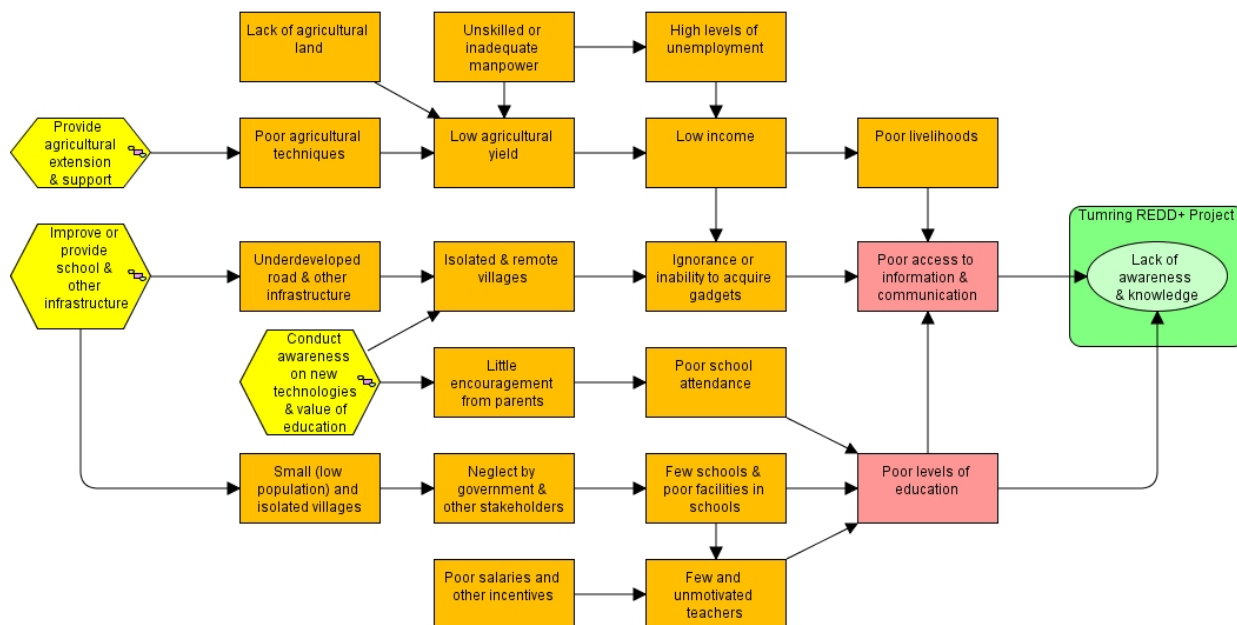 Lack of agricultural
land
Unskilled or
inadequate
manpower
High levels of
unemployment
Provide
agricultural
extension
& support
Poor agricultural
techniques
Low agricultural
yield
Low income
Poor livelihoods
Tumring REDD+ Project
Improve or
provide
school &
other
infrastructure
Underdeveloped
road & other
infrastructure
Isolated & remote
villages
Ignorance or
inability to acquire
gadgets
Poor access to
information &
communication
Lack of
awareness
& knowledge
Conduct
awareness
on new
technologies
& value of
education
Little
encouragement
from parents
Poor school
attendance
Small (low
population) and
isolated villages
Neglect by
government &
other stakeholders
Few schools &
poor facilities in
schools
Poor levels of
education
Poor salaries and
other incentives
Few and
unmotivated
teachers